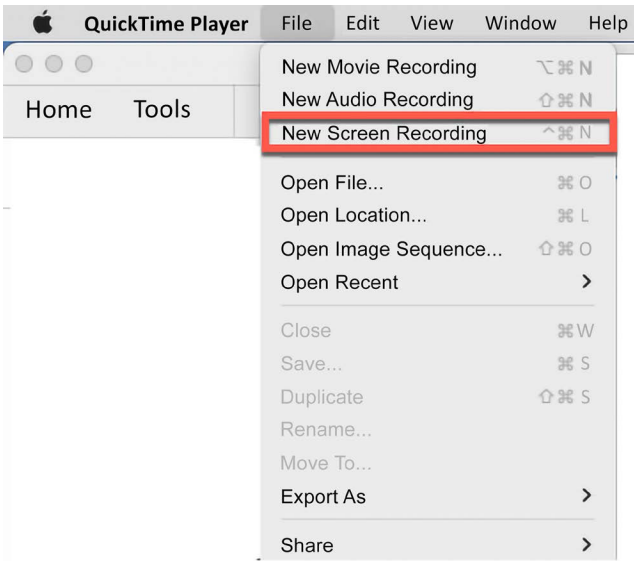 QuickTime Player File Edit View Window Help
Home Tools
New Movie Recording ⌥⌘N
New Audio Recording ⇧⌘N
New Screen Recording ^⌘N
Open File... ⌘O
Open Location... ⌘L
Open Image Sequence... ⇧⌘O
Open Recent >
Close ⌘W
Save... ⌘S
Duplicate ⇧⌘S
Rename...
Move To...
Export As >
Share >